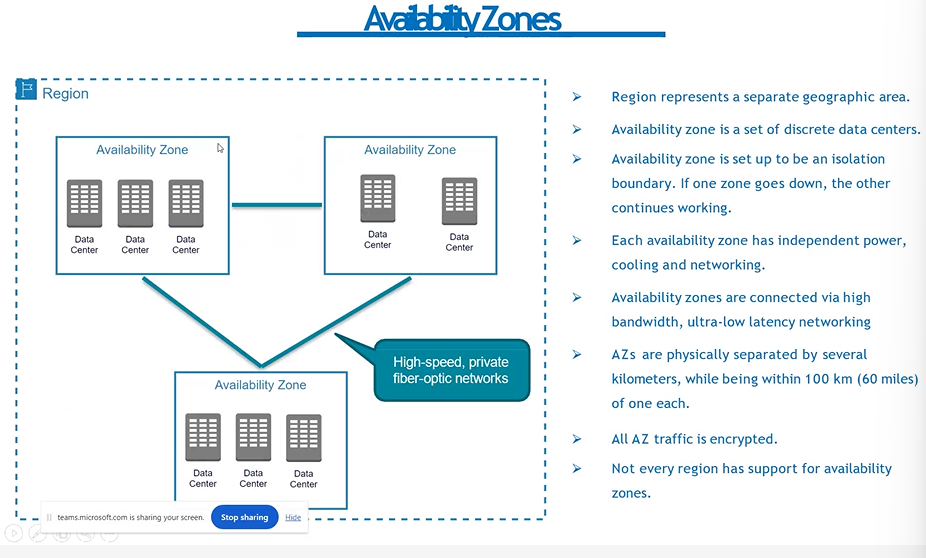 Availability Zones
Region
Availability Zone
Data
Center
Data
Center
Data
Center
Availability Zone
Data
Center
Data
Center
High-speed, private
fiber-optic networks
Availability Zone
Data
Center
Data
Center
Data
Center
teams.microsoft.com is sharing your screen.
Stop sharing
Hide
Region represents a separate geographic area.
Availability zone is a set of discrete data centers.
Availability zone is set up to be an isolation
boundary. If one zone goes down, the other
continues working.
Each availability zone has independent power,
cooling and networking.
Availability zones are connected via high
bandwidth, ultra-low latency networking
AZs are physically separated by several
kilometers, while being within 100 km (60 miles)
of one each.
All AZ traffic is encrypted.
Not every region has support for availability
zones.